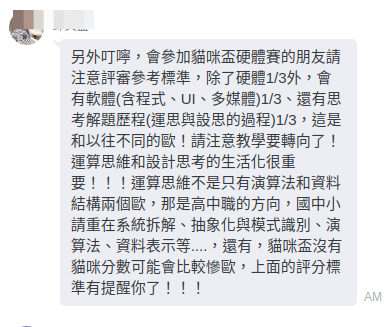 另外叮嚀，會參加貓咪盃硬體賽的朋友請
注意評審參考標準，除了硬體1/3外，會
有軟體(含程式、UI、多媒體)1/3、還有思
考解題歷程(運思與設思的過程)1/3，這是
和以往不同的歐！請注意教學要轉向了！
運算思維和設計思考的生活化很重
要！！！運算思維不是只有演算法和資料
結構兩個歐，那是高中職的方向，國中小
請重在系統拆解、抽象化與模式識別、演
算法、資料表示等....，還有，貓咪盃沒有
貓咪分數可能會比較慘歐，上面的評分標
準有提醒你了！！！
AM